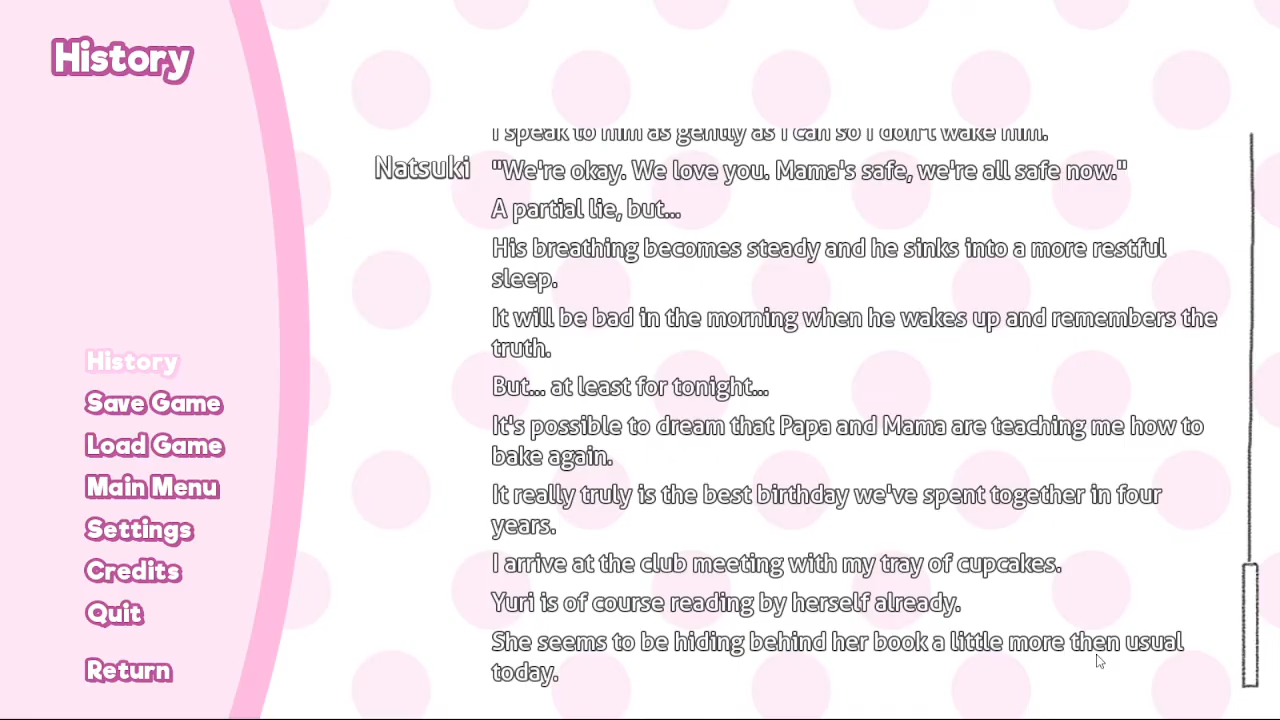 History
I speak to him as gently as I can so I don't wake him.
Natsuki "We're okay. We love you. Mama's safe, we're all safe now."
A partial lie, but...
His breathing becomes steady and he sinks into a more restful
sleep.
It will be bad in the morning when he wakes up and remembers the
truth.
But... at least for tonight...
It's possible to dream that Papa and Mama are teaching me how to
bake again.
It really truly is the best birthday we've spent together in four
years.
I arrive at the club meeting with my tray of cupcakes.
Yuri is of course reading by herself already.
She seems to be hiding behind her book a little more then usual
today.
History
Save Game
Load Game
Main Menu
Settings
Credits
Quit
Return